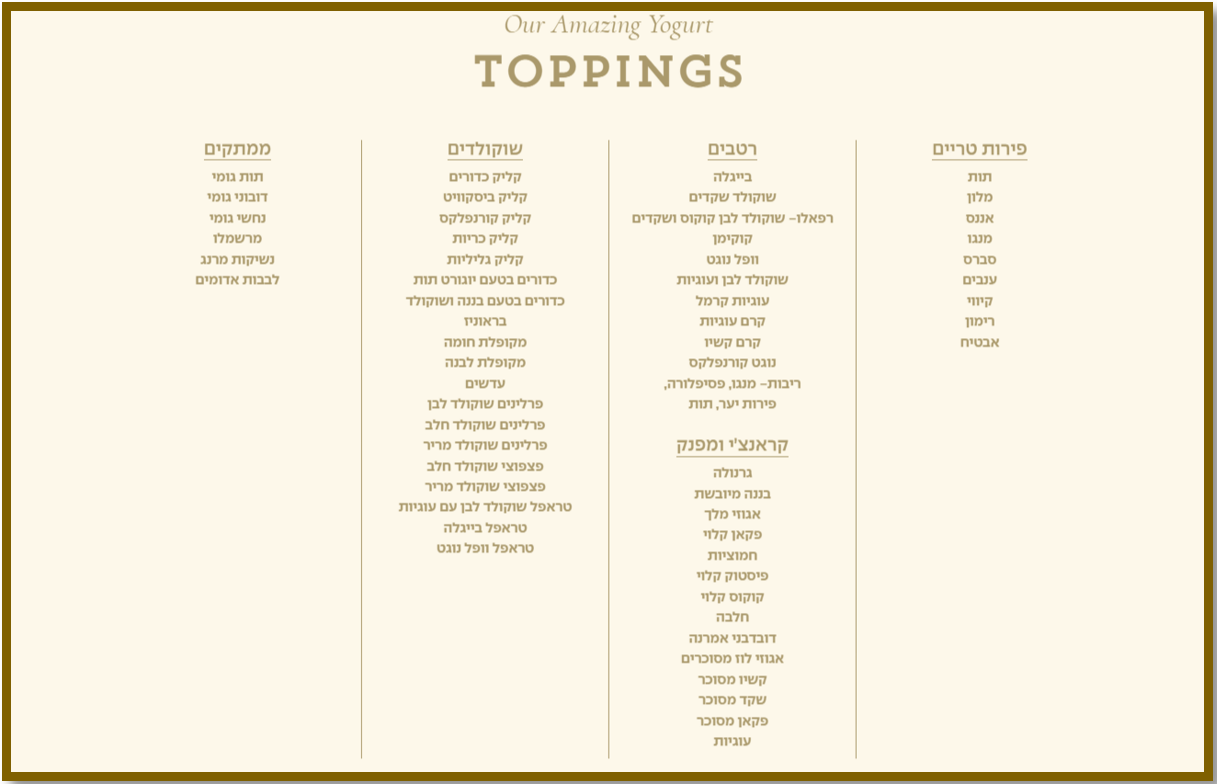 Our Amazing Yogurt
TOPPINGS
פירות טריים
תות
מלון
אננס
מנגו
סברס
ענבים
קיווי
רימון
אבטיח
רטבים
בייגלה
שוקולד שקדים
רפאלו- שוקולד לבן קוקוס ושקדים
קוקימן
וופל נוגט
שוקולד לבן ועוגיות
עוגיות קרמל
קרם עוגיות
קרם קשיו
נוגט קורנפלקס
ריבות- מנגו, פסיפלורה,
פירות יער, תות
קראנצ'י ומפנק
גרנולה
בננה מיובשת
אגוזי מלך
פקאן קלוי
חמוציות
פיסטוק קלוי
קוקוס קלוי
חלבה
דובדבני אמרנה
אגוזי לוז מסוכרים
קשיו מסוכר
שקד מסוכר
פקאן מסוכר
עוגיות
שוקולדים
קליק כדורים
קליק ביסקוויט
קליק קורנפלקס
קליק כריות
קליק גליליות
כדורים בטעם יוגורט תות
כדורים בטעם בננה ושוקולד
בראוניז
מקופלת חומה
מקופלת לבנה
עדשים
פרלינים שוקולד לבן
פרלינים שוקולד חלב
פרלינים שוקולד מריר
פצפוצי שוקולד חלב
פצפוצי שוקולד מריר
טראפל שוקולד לבן עם עוגיות
טראפל בייגלה
טראפל וופל נוגט
ממתקים
תות גומי
דובוני גומי
נחשי גומי
מרשמלו
נשיקות מרנג
לבבות אדומים